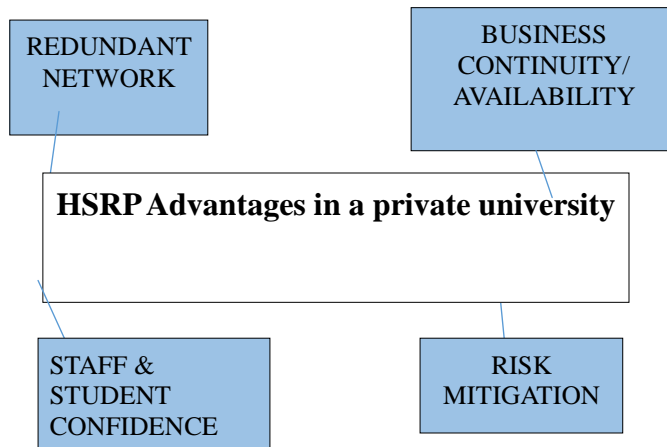 REDUNDANT
NETWORK
BUSINESS
CONTINUITY/
AVAILABILITY
HSRP Advantages in a private university
STAFF &
STUDENT
CONFIDENCE
RISK
MITIGATION